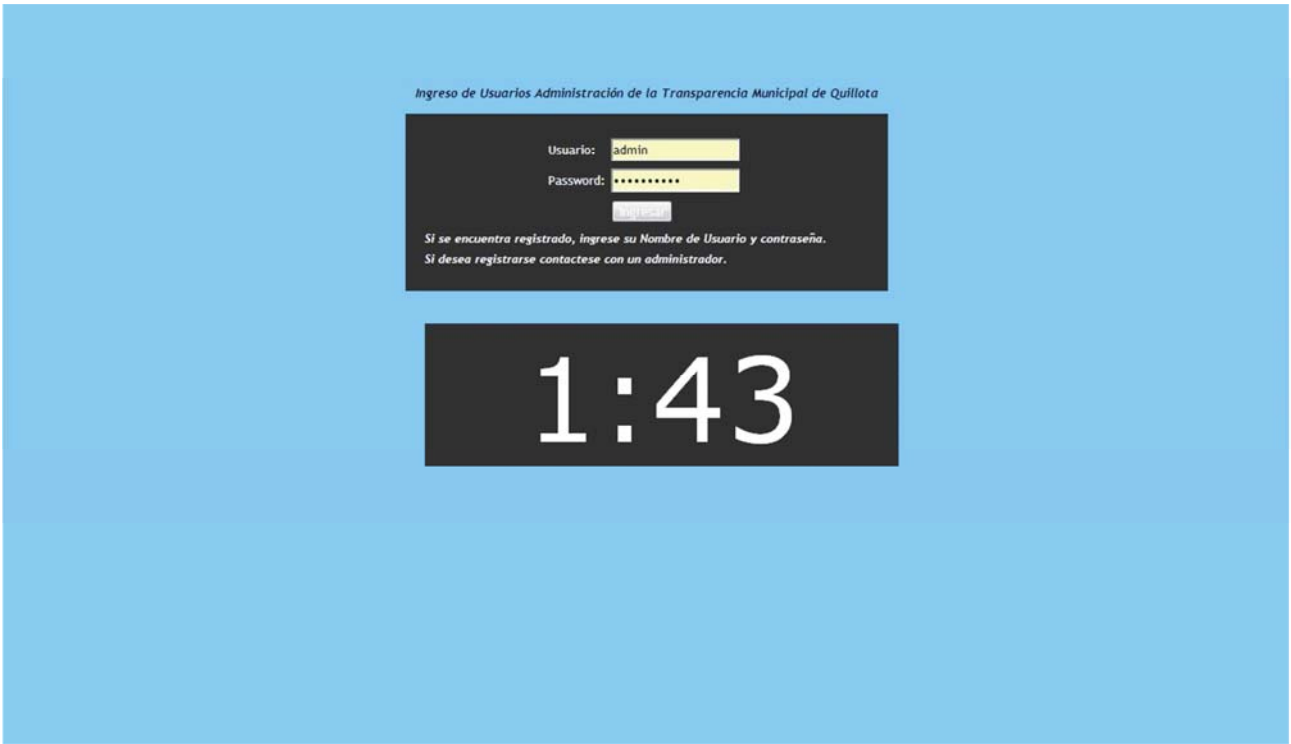 Ingreso de Usuarios Administración de la Transparencia Municipal de Quillota
Usuario: admin
Password: ••••••••••
Si se encuentra registrado, ingrese su Nombre de Usuario y contraseña.
Si desea registrarse contactese con un administrador.
1:43